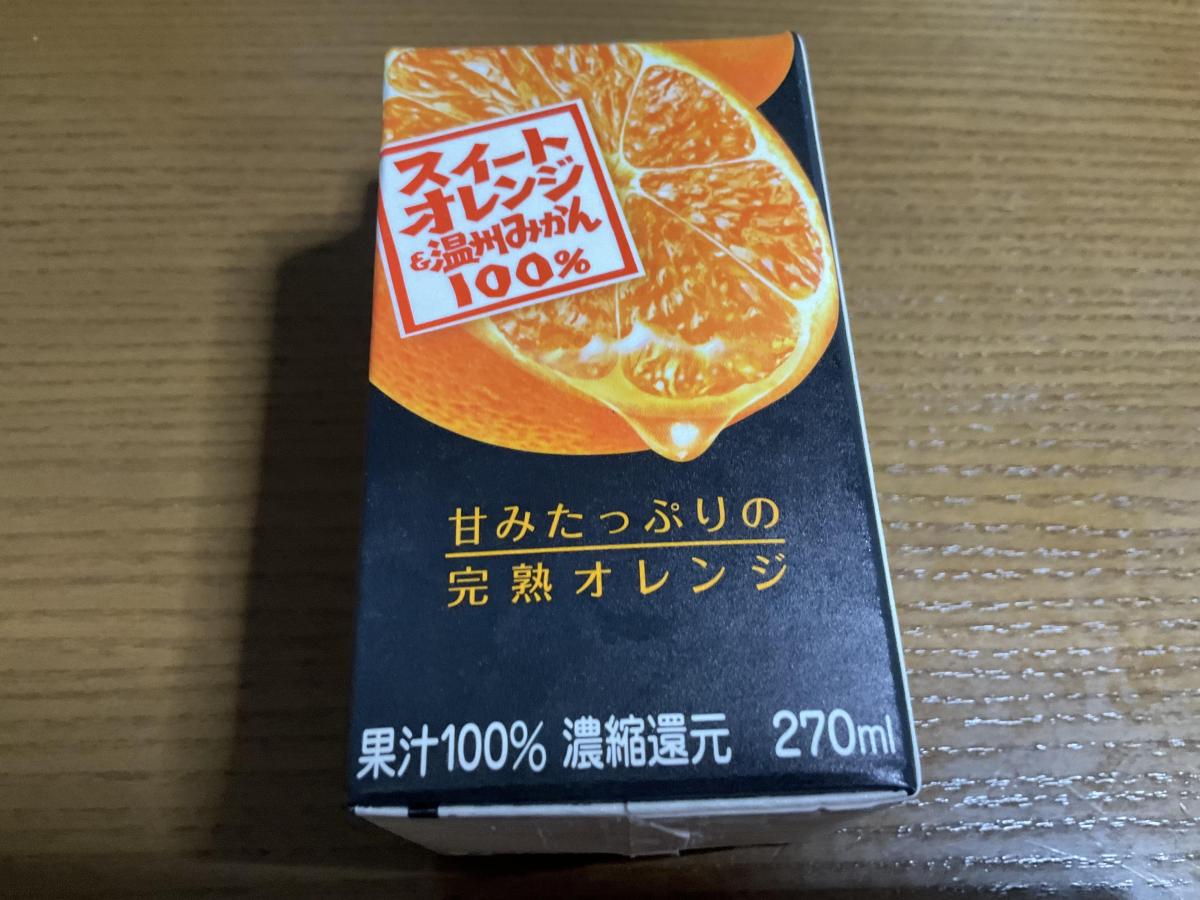 スイート
オレンジ
&温州みかん
100%
甘みたっぷりの
完熟オレンジ
果汁100% 濃縮還元 270ml